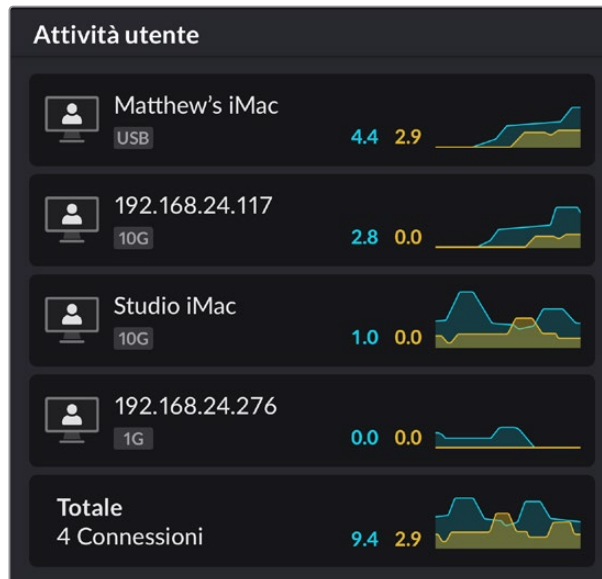 Attività utente
Matthew's iMac
USB
4.4 2.9
192.168.24.117
10G
2.8 0.0
Studio iMac
10G
1.0 0.0
192.168.24.276
1G
0.0 0.0
Totale
4 Connessioni
9.4 2.9